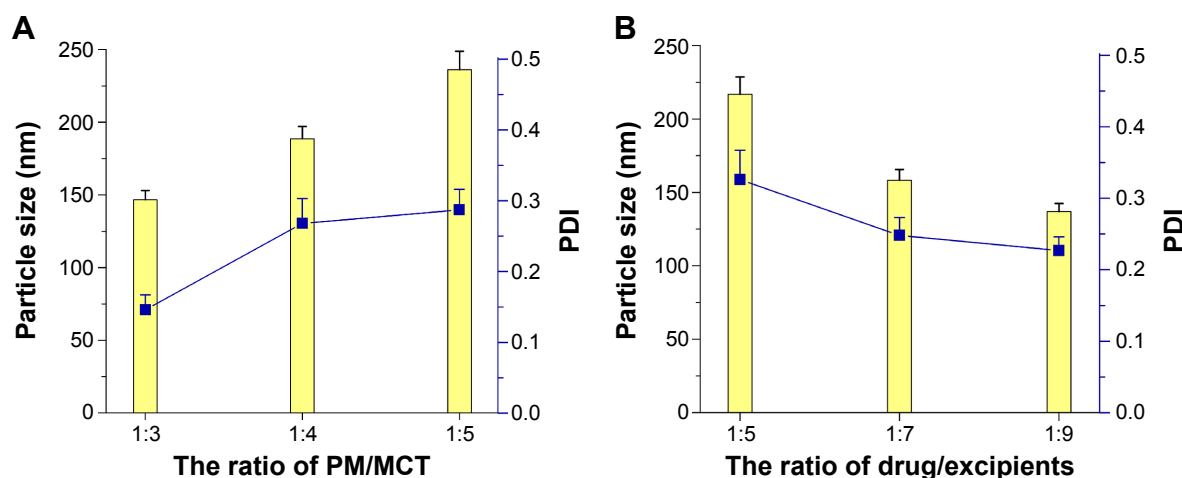 A
Particle size (nm)
250
200
150
100
50
0
0.5
0.4
0.3
0.2
0.1
0.0
PDI
1:3 1:4 1:5
The ratio of PM/MCT
B
Particle size (nm)
250
200
150
100
50
0
0.5
0.4
0.3
0.2
0.1
0.0
PDI
1:5 1:7 1:9
The ratio of drug/excipients